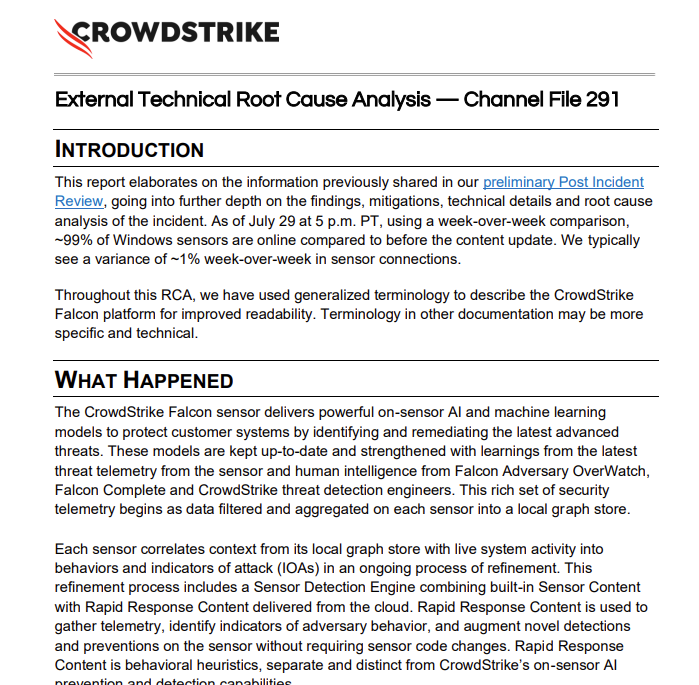 CROWDSTRIKE
External Technical Root Cause Analysis — Channel File 291
INTRODUCTION
This report elaborates on the information previously shared in our preliminary Post Incident
Review, going into further depth on the findings, mitigations, technical details and root cause
analysis of the incident. As of July 29 at 5 p.m. PT, using a week-over-week comparison,
~99% of Windows sensors are online compared to before the content update. We typically
see a variance of ~1% week-over-week in sensor connections.
Throughout this RCA, we have used generalized terminology to describe the CrowdStrike
Falcon platform for improved readability. Terminology in other documentation may be more
specific and technical.
WHAT HAPPENED
The CrowdStrike Falcon sensor delivers powerful on-sensor AI and machine learning
models to protect customer systems by identifying and remediating the latest advanced
threats. These models are kept up-to-date and strengthened with learnings from the latest
threat telemetry from the sensor and human intelligence from Falcon Adversary OverWatch,
Falcon Complete and CrowdStrike threat detection engineers. This rich set of security
telemetry begins as data filtered and aggregated on each sensor into a local graph store.
Each sensor correlates context from its local graph store with live system activity into
behaviors and indicators of attack (IOAs) in an ongoing process of refinement. This
refinement process includes a Sensor Detection Engine combining built-in Sensor Content
with Rapid Response Content delivered from the cloud. Rapid Response Content is used to
gather telemetry, identify indicators of adversary behavior, and augment novel detections
and preventions on the sensor without requiring sensor code changes. Rapid Response
Content is behavioral heuristics, separate and distinct from CrowdStrike's on-sensor AI
prevention and detection capabilities.